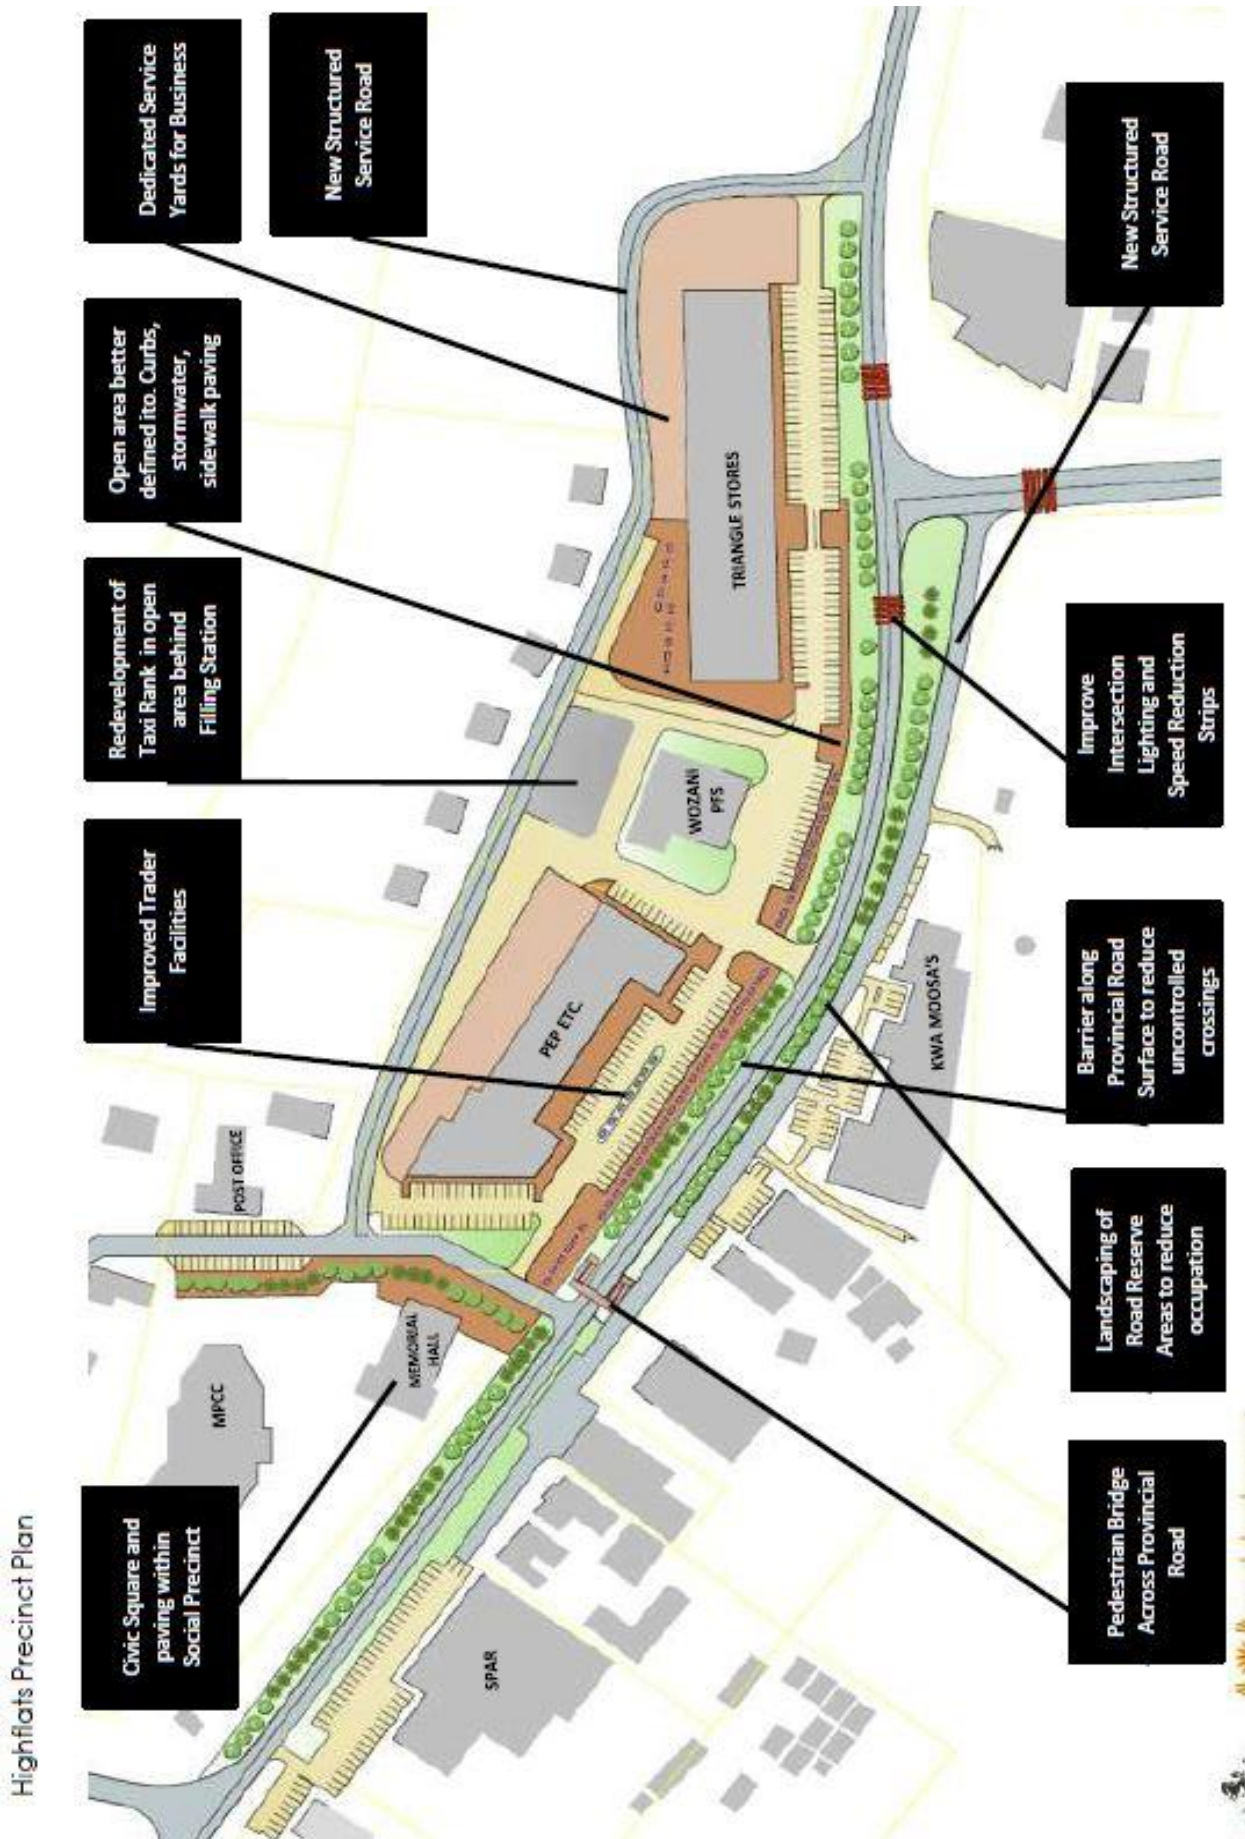 Highflats Precinct Plan
Civic Square and
paving within
Social Precinct
Improved Trader
Facilities
Redevelopment of
Taxi Rank in open
area behind
Filling Station
Open area better
defined ito. Curbs,
stormwater,
sidewalk paving
Dedicated Service
Yards for Business
New Structured
Service Road
MPCC
MEMORIAL
HALL
POST OFFICE
PEP ETC.
WOZANI
PFS
TRIANGLE STORES
SPAR
KWA MOOSA'S
Pedestrian Bridge
Across Provincial
Road
Landscaping of
Road Reserve
Areas to reduce
occupation
Barrier along
Provincial Road
Surface to reduce
uncontrolled
crossings
Improve
Intersection
Lighting and
Speed Reduction
Strips
New Structured
Service Road